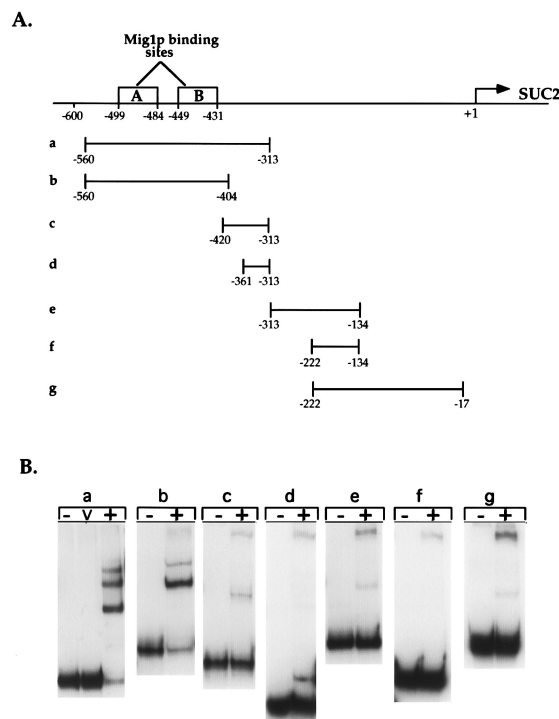 A.
Mig1p binding
sites
A B SUC2
-600 -499 -484 -449 -431 +1
a
-560 -313
b
-560 -404
c
-420 -313
d
-361 -313
e
-313 -134
f
-222 -134
g
-222 -17
B.
a b c d e f g
- V + - + - + - + - + - + - +